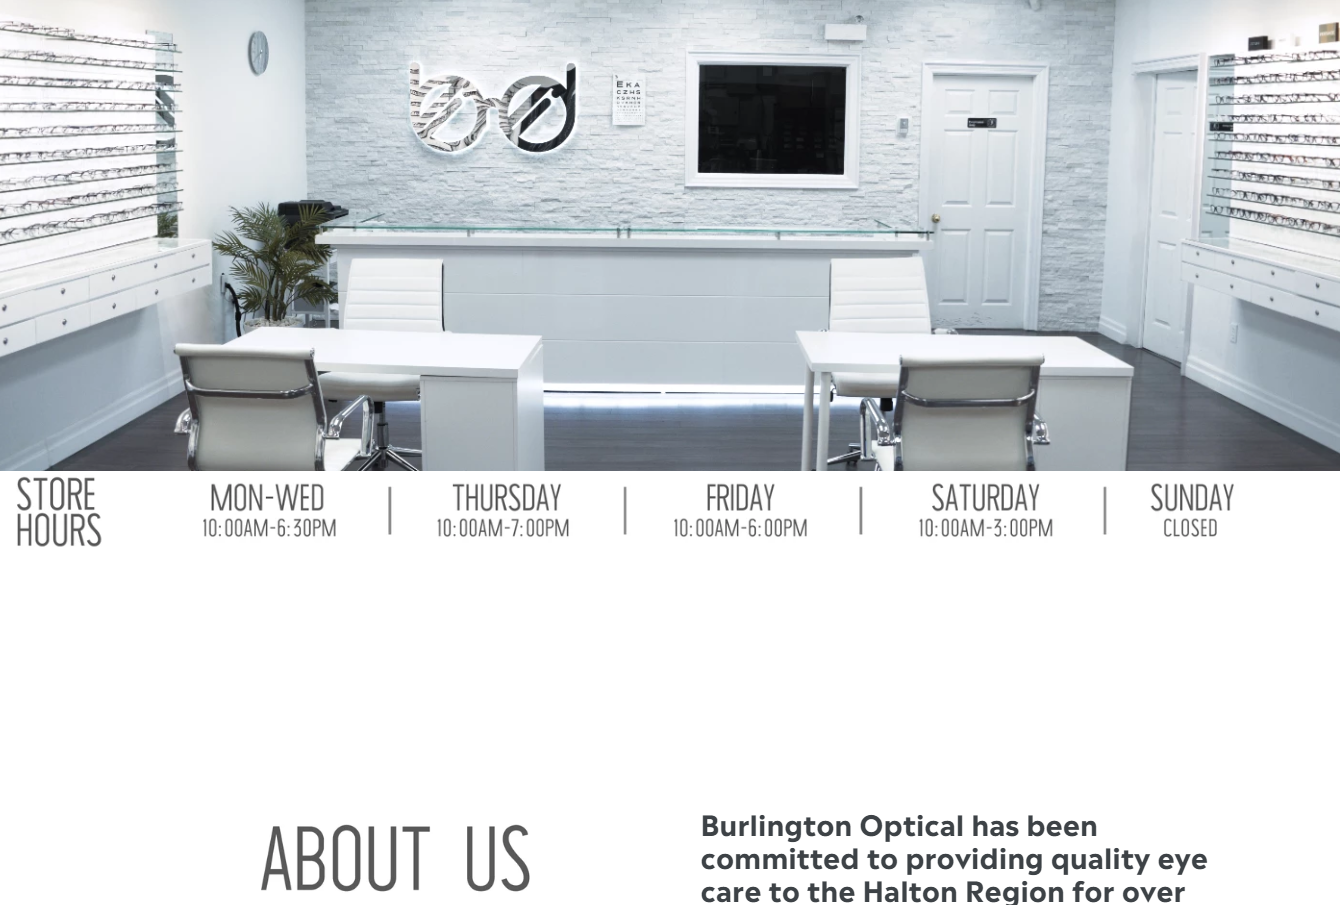 EKA
CZHS
STORE
HOURS
MON-WED
10:00AM-6:30PM
THURSDAY
10:00AM-7:00PM
FRIDAY
10:00AM-6:00PM
SATURDAY
10:00AM-3:00PM
SUNDAY
CLOSED
ABOUT US
Burlington Optical has been
committed to providing quality eye
care to the Halton Region for over